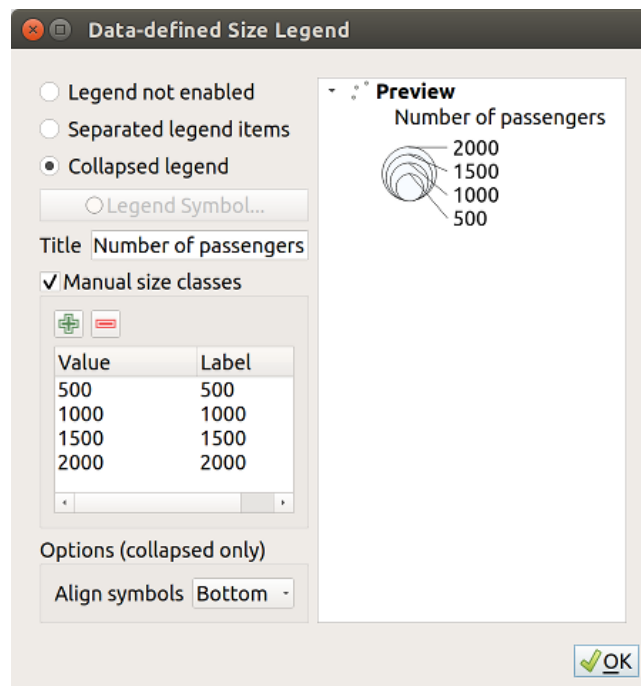 Data-defined Size Legend
Legend not enabled
Separated legend items
Collapsed legend
Legend Symbol...
Title Number of passengers
Manual size classes
Value Label
500 500
1000 1000
1500 1500
2000 2000
Options (collapsed only)
Align symbols Bottom
Preview
Number of passengers
2000
1500
1000
500
OK